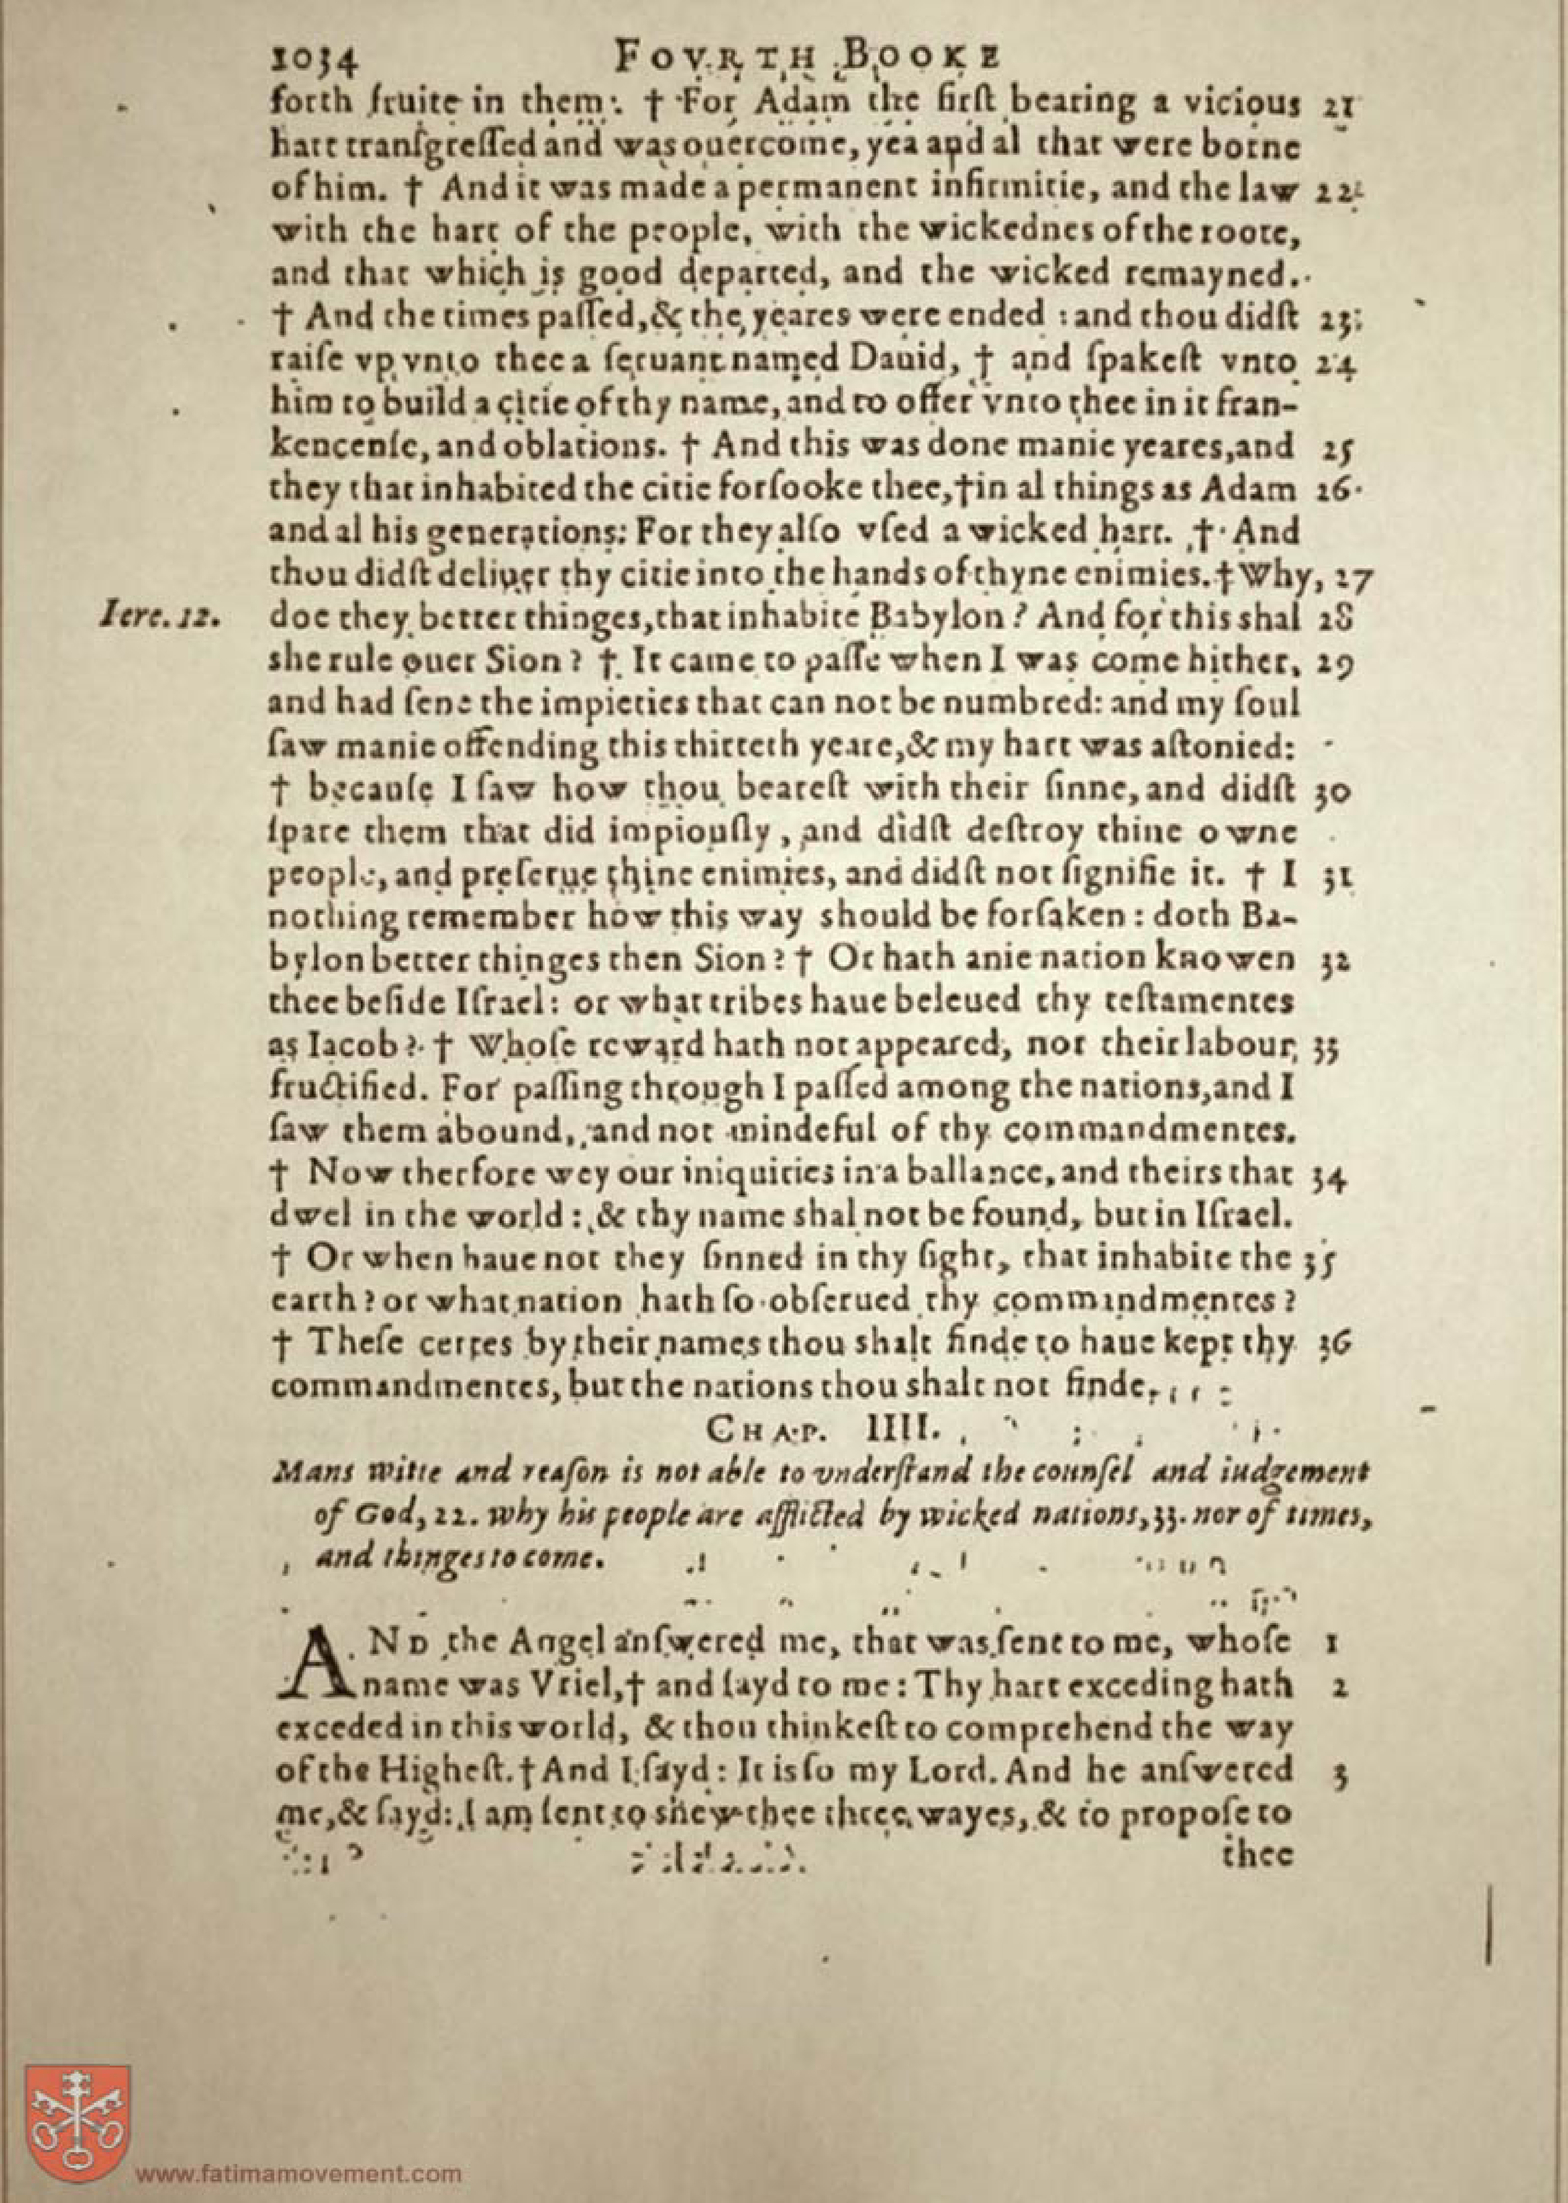 1034 FOVRTH BOOKE
forth fruite in them. † For Adam the firſt bearing a vicious 21
hart tranſgreſſed and was ouercome, yea and al that were borne
of him. † And it was made a permanent infirmitie, and the law 22
with the hart of the people, with the wickednes of the roote,
and that which is good departed, and the wicked remayned.
† And the times paſſed, & the yeares were ended : and thou didſt 23
raiſe vp vnto thee a ſeruant named Dauid, † and ſpakeſt vnto 24
him to build a citie of thy name, and to offer vnto thee in it fran-
kencenſe, and oblations. † And this was done manie yeares, and 25
they that inhabited the citie forſooke thee, † in al things as Adam 26
and al his generations: For they alſo vſed a wicked hart. † And
thou didſt deliuer thy citie into the hands of thyne enimies. † Why, 27
Iere. 12. doe they better thinges, that inhabite Babylon ? And for this shal 28
she rule ouer Sion ? † It came to paſſe when I was come hither, 29
and had ſene the impieties that can not be numbred: and my ſoul
ſaw manie offending this thirteth yeare, & my hart was aſtonied:
† becauſe I ſaw how thou beareſt with their ſinne, and didſt 30
ſpare them that did impiouſly, and didſt deſtroy thine owne
people, and preſerue thine enimies, and didſt not ſignifie it. † I 31
nothing remember how this way should be forſaken : doth Ba-
bylon better thinges then Sion ? † Or hath anie nation knowen 32
thee beſide Iſrael: or what tribes haue beleued thy teſtamentes
as Iacob ? † Whoſe reward hath not appeared, nor their labour 33
fructified. For paſſing through I paſſed among the nations, and I
ſaw them abound, and not mindeful of thy commandmentes.
† Now therfore wey our iniquities in a ballance, and theirs that 34
dwel in the world : & thy name shal not be found, but in Iſrael.
† Or when haue not they ſinned in thy ſight, that inhabite the 35
earth ? or what nation hath ſo obſerued thy commandmentes ?
† Theſe certes by their names thou shalt finde to haue kept thy 36
commandmentes, but the nations thou shalt not finde.
CHAP. IIII.
Mans witte and reaſon is not able to vnderſtand the counſel and iudgement
of God, 22. why his people are afflicted by wicked nations, 33. nor of times,
and thinges to come.
AND the Angel anſwered me, that was ſent to me, whoſe 1
name was Vriel, † and ſayd to me : Thy hart exceding hath 2
exceded in this world, & thou thinkeſt to comprehend the way
of the Higheſt. † And I ſayd : It is ſo my Lord. And he anſwered 3
me, & ſayd: I am ſent to shew thee three wayes, & to propoſe to
thee
www.fatimamovement.com